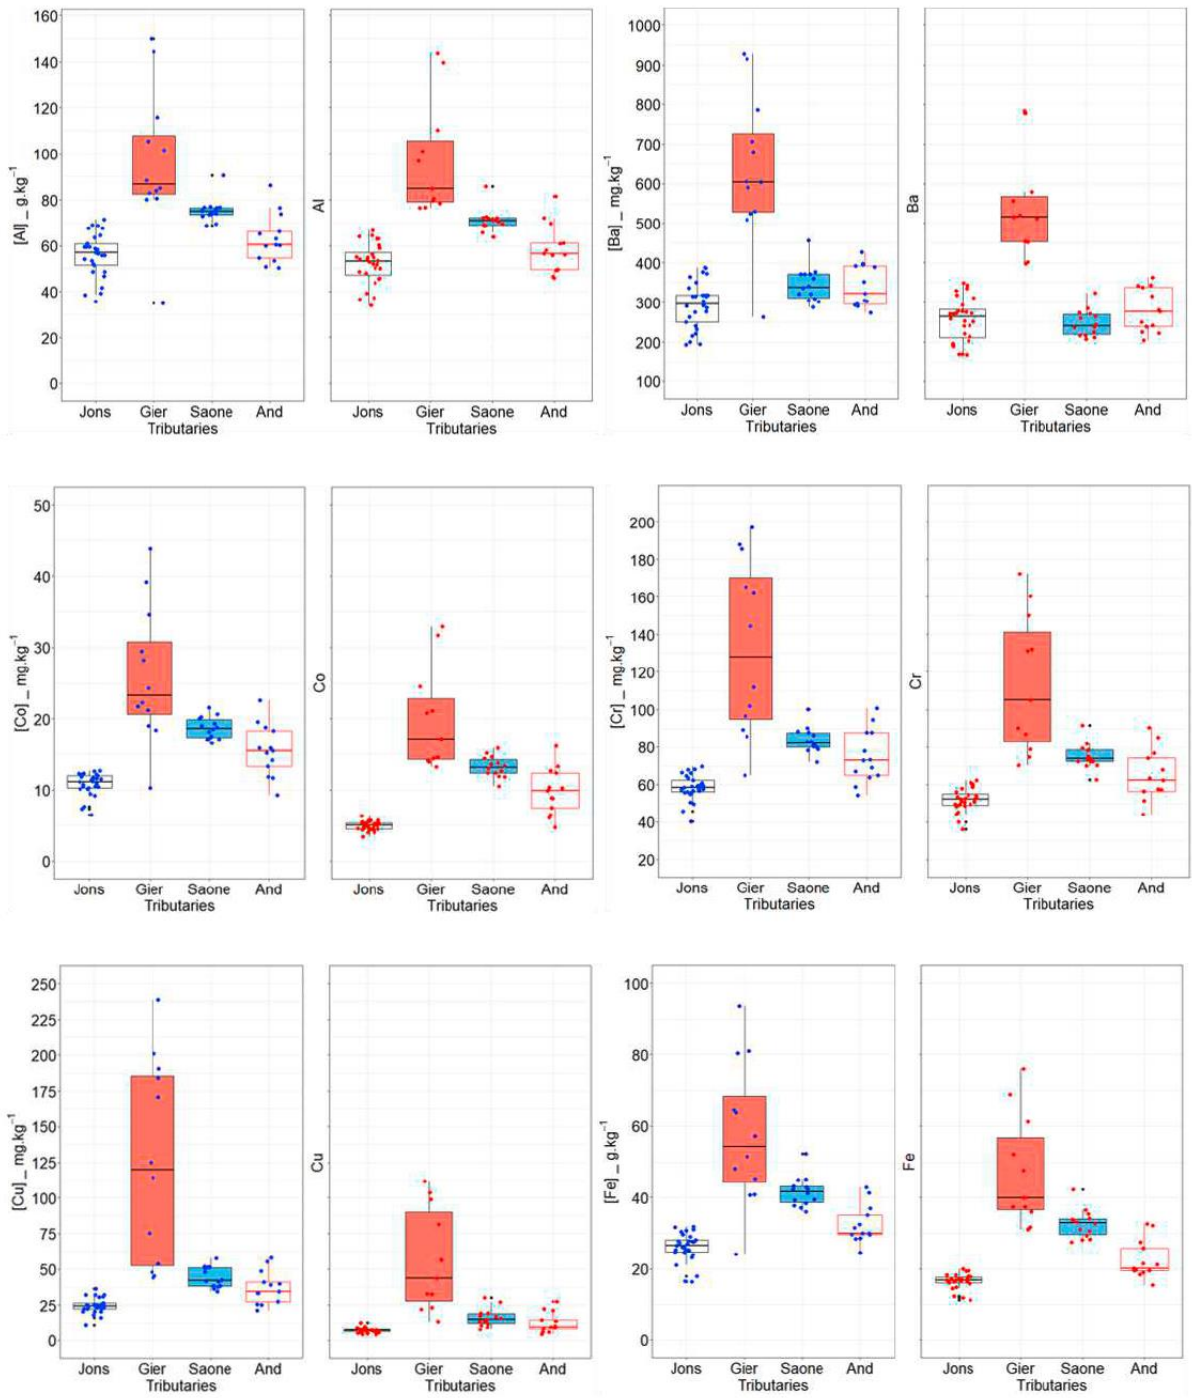 160
140
120
100
80
60
40
20
0
[Al] _ g.kg⁻¹
Jons Gier Saone And
Tributaries
Al
Jons Gier Saone And
Tributaries
1000
900
800
700
600
500
400
300
200
100
[Ba] _ mg.kg⁻¹
Jons Gier Saone And
Tributaries
Ba
Jons Gier Saone And
Tributaries
50
40
30
20
10
0
[Co] _ mg.kg⁻¹
Jons Gier Saone And
Tributaries
Co
Jons Gier Saone And
Tributaries
200
180
160
140
120
100
80
60
40
20
[Cr] _ mg.kg⁻¹
Jons Gier Saone And
Tributaries
Cr
Jons Gier Saone And
Tributaries
250
225
200
175
150
125
100
75
50
25
0
[Cu] _ mg.kg⁻¹
Jons Gier Saone And
Tributaries
Cu
Jons Gier Saone And
Tributaries
100
80
60
40
20
0
[Fe] _ g.kg⁻¹
Jons Gier Saone And
Tributaries
Fe
Jons Gier Saone And
Tributaries